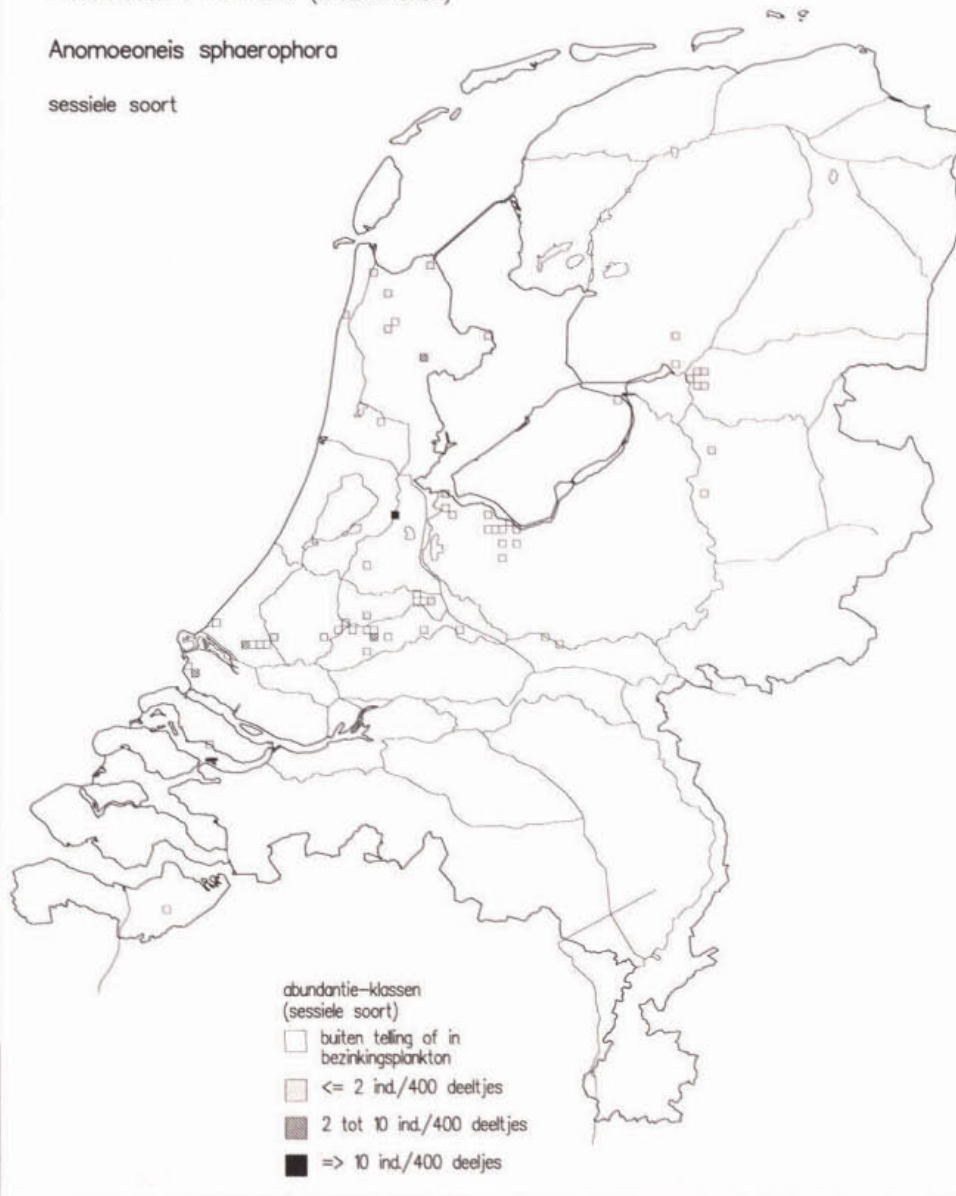 Anomoeoneis sphaerophora
sessiele soort
abundantie-klassen
(sessiele soort)
buiten telling of in
bezinkingsplankton
<= 2 ind./400 deeltjes
2 tot 10 ind./400 deeltjes
=> 10 ind./400 deeltjes